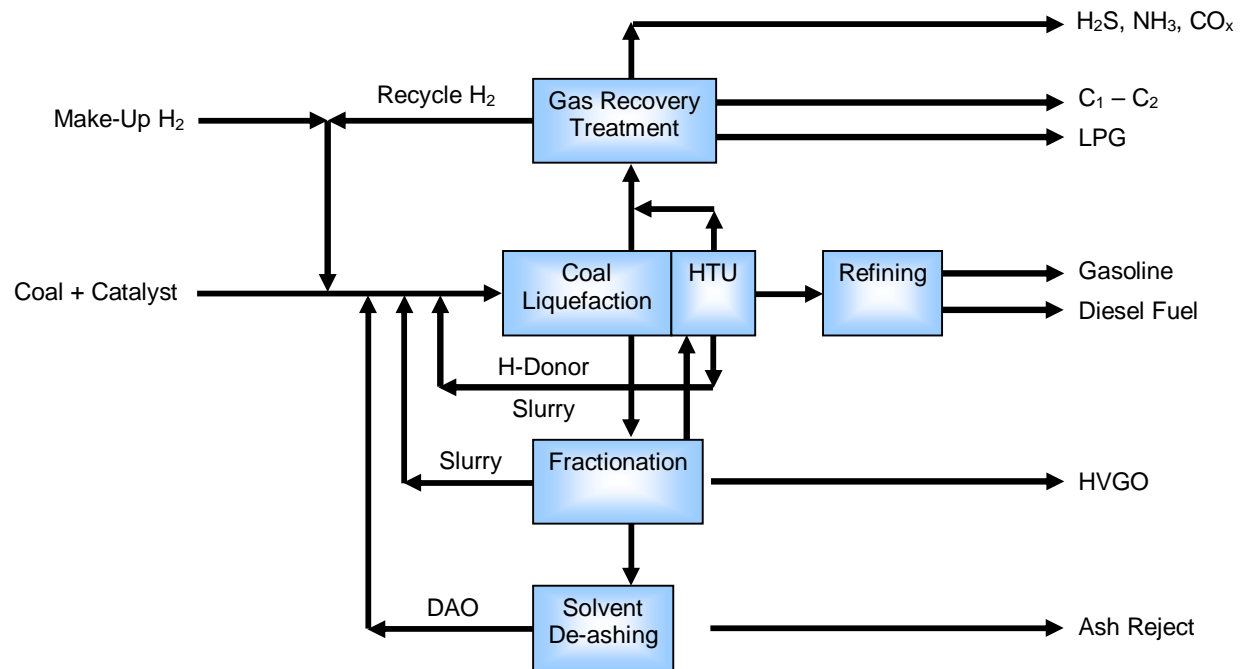 H₂S, NH₃, COₓ
Recycle H₂
Gas Recovery
Treatment
C₁ – C₂
Make-Up H₂
LPG
Coal + Catalyst
Coal
Liquefaction
HTU
Refining
Gasoline
Diesel Fuel
H-Donor
Slurry
Slurry
Fractionation
HVGO
DAO
Solvent
De-ashing
Ash Reject